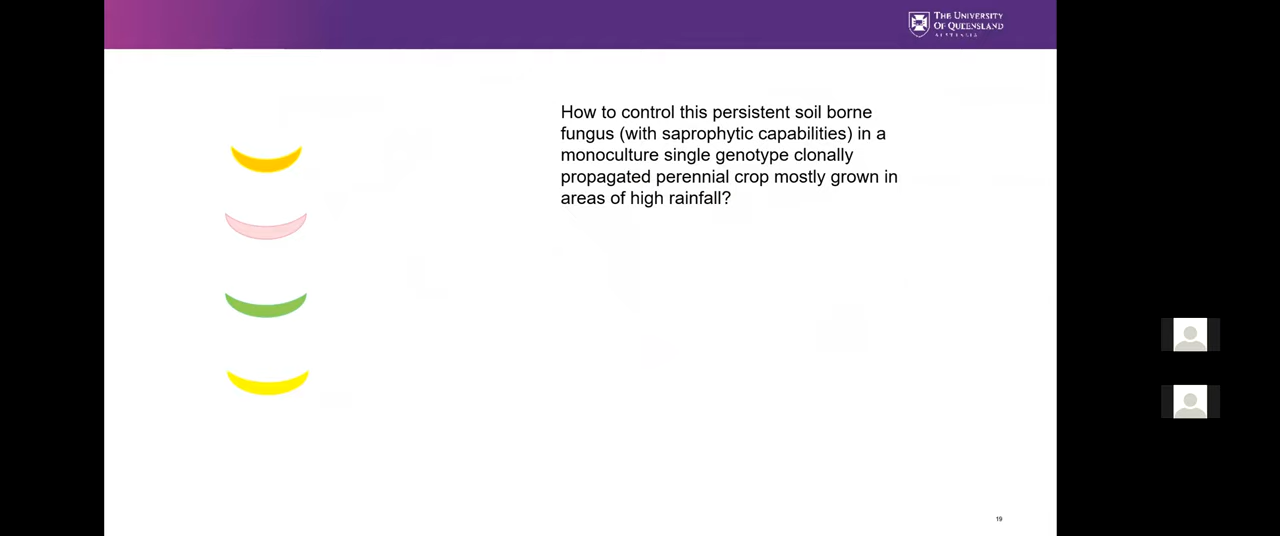 THE UNIVERSITY
OF QUEENSLAND
AUSTRALIA
How to control this persistent soil borne
fungus (with saprophytic capabilities) in a
monoculture single genotype clonally
propagated perennial crop mostly grown in
areas of high rainfall?
19